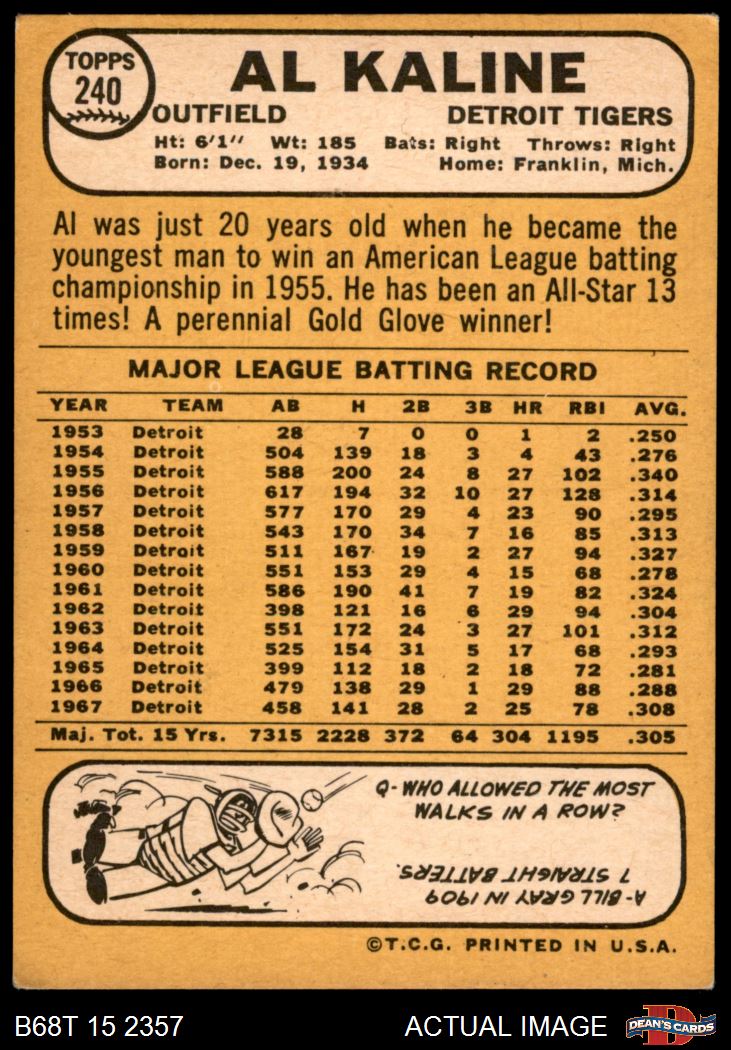 TOPPS
240
AL KALINE
OUTFIELD DETROIT TIGERS
Ht: 6'1" Wt: 185 Bats: Right Throws: Right
Born: Dec. 19, 1934 Home: Franklin, Mich.
Al was just 20 years old when he became the
youngest man to win an American League batting
championship in 1955. He has been an All-Star 13
times! A perennial Gold Glove winner!
MAJOR LEAGUE BATTING RECORD
YEAR TEAM AB H 2B 3B HR RBI AVG.
1953 Detroit 28 7 0 0 1 2 .250
1954 Detroit 504 139 18 3 4 43 .276
1955 Detroit 588 200 24 8 27 102 .340
1956 Detroit 617 194 32 10 27 128 .314
1957 Detroit 577 170 29 4 23 90 .295
1958 Detroit 543 170 34 7 16 85 .313
1959 Detroit 511 167 19 2 27 94 .327
1960 Detroit 551 153 29 4 15 68 .278
1961 Detroit 586 190 41 7 19 82 .324
1962 Detroit 398 121 16 6 29 94 .304
1963 Detroit 551 172 24 3 27 101 .312
1964 Detroit 525 154 31 5 17 68 .293
1965 Detroit 399 112 18 2 18 72 .281
1966 Detroit 479 138 29 1 29 88 .288
1967 Detroit 458 141 28 2 25 78 .308
Maj. Tot. 15 Yrs. 7315 2228 372 64 304 1195 .305
Q-WHO ALLOWED THE MOST
WALKS IN A ROW?
A-BILL GRAY IN 1909
7 STRAIGHT BATTERS.
©T.C.G. PRINTED IN U.S.A.
B68T 15 2357 ACTUAL IMAGE
DEAN'S CARDS